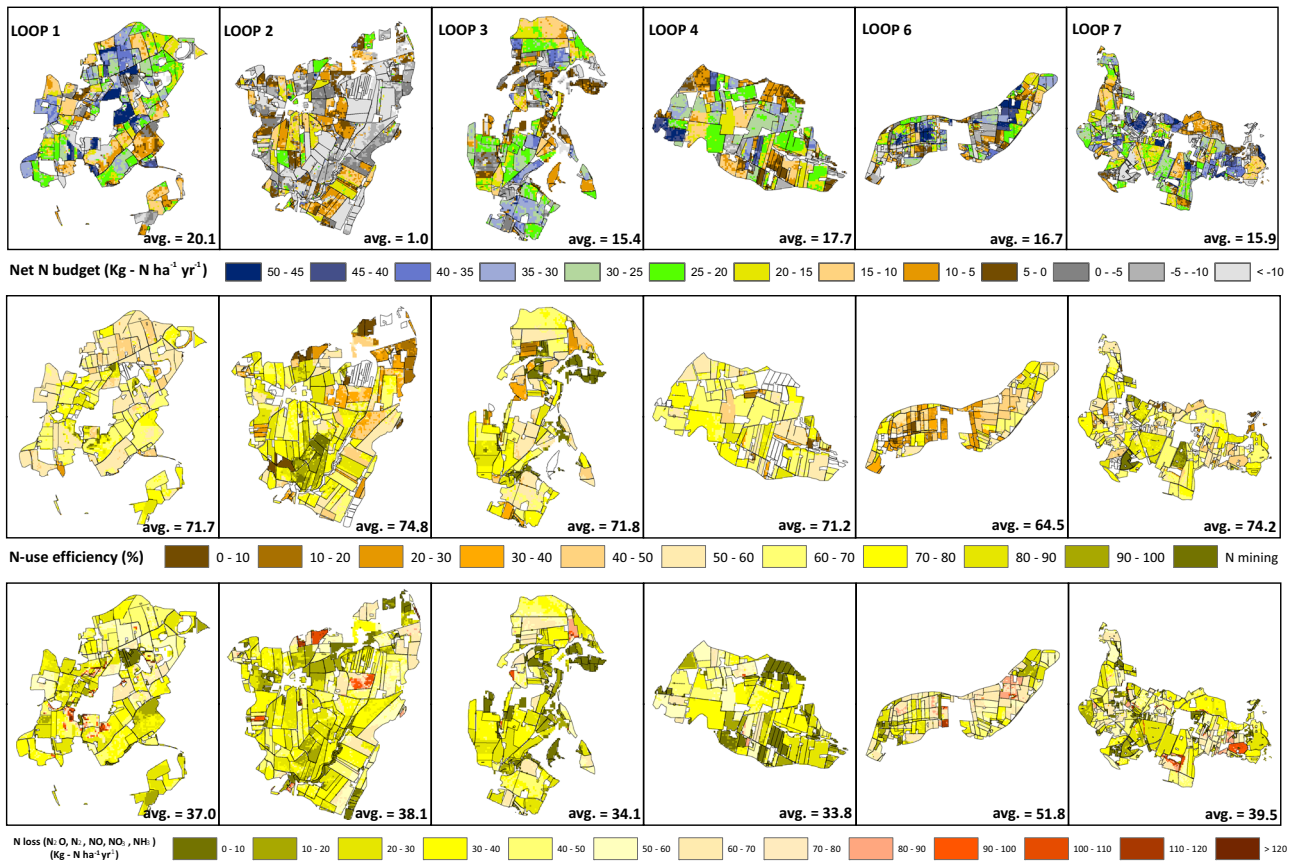 LOOP 1
LOOP 2
LOOP 3
LOOP 4
LOOP 6
LOOP 7
avg. = 20.1
avg. = 1.0
avg. = 15.4
avg. = 17.7
avg. = 16.7
avg. = 15.9
Net N budget (Kg - N ha⁻¹ yr⁻¹) 50 - 45 45 - 40 40 - 35 35 - 30 30 - 25 25 - 20 20 - 15 15 - 10 10 - 5 5 - 0 0 - -5 -5 - -10 < -10
avg. = 71.7
avg. = 74.8
avg. = 71.8
avg. = 71.2
avg. = 64.5
avg. = 74.2
N-use efficiency (%) 0 - 10 10 - 20 20 - 30 30 - 40 40 - 50 50 - 60 60 - 70 70 - 80 80 - 90 90 - 100 N mining
avg. = 37.0
avg. = 38.1
avg. = 34.1
avg. = 33.8
avg. = 51.8
avg. = 39.5
N loss (N₂O, N₂, NO, NO₃, NH₃) 0 - 10 10 - 20 20 - 30 30 - 40 40 - 50 50 - 60 60 - 70 70 - 80 80 - 90 90 - 100 100 - 110 110 - 120 > 120
(Kg - N ha⁻¹ yr⁻¹)